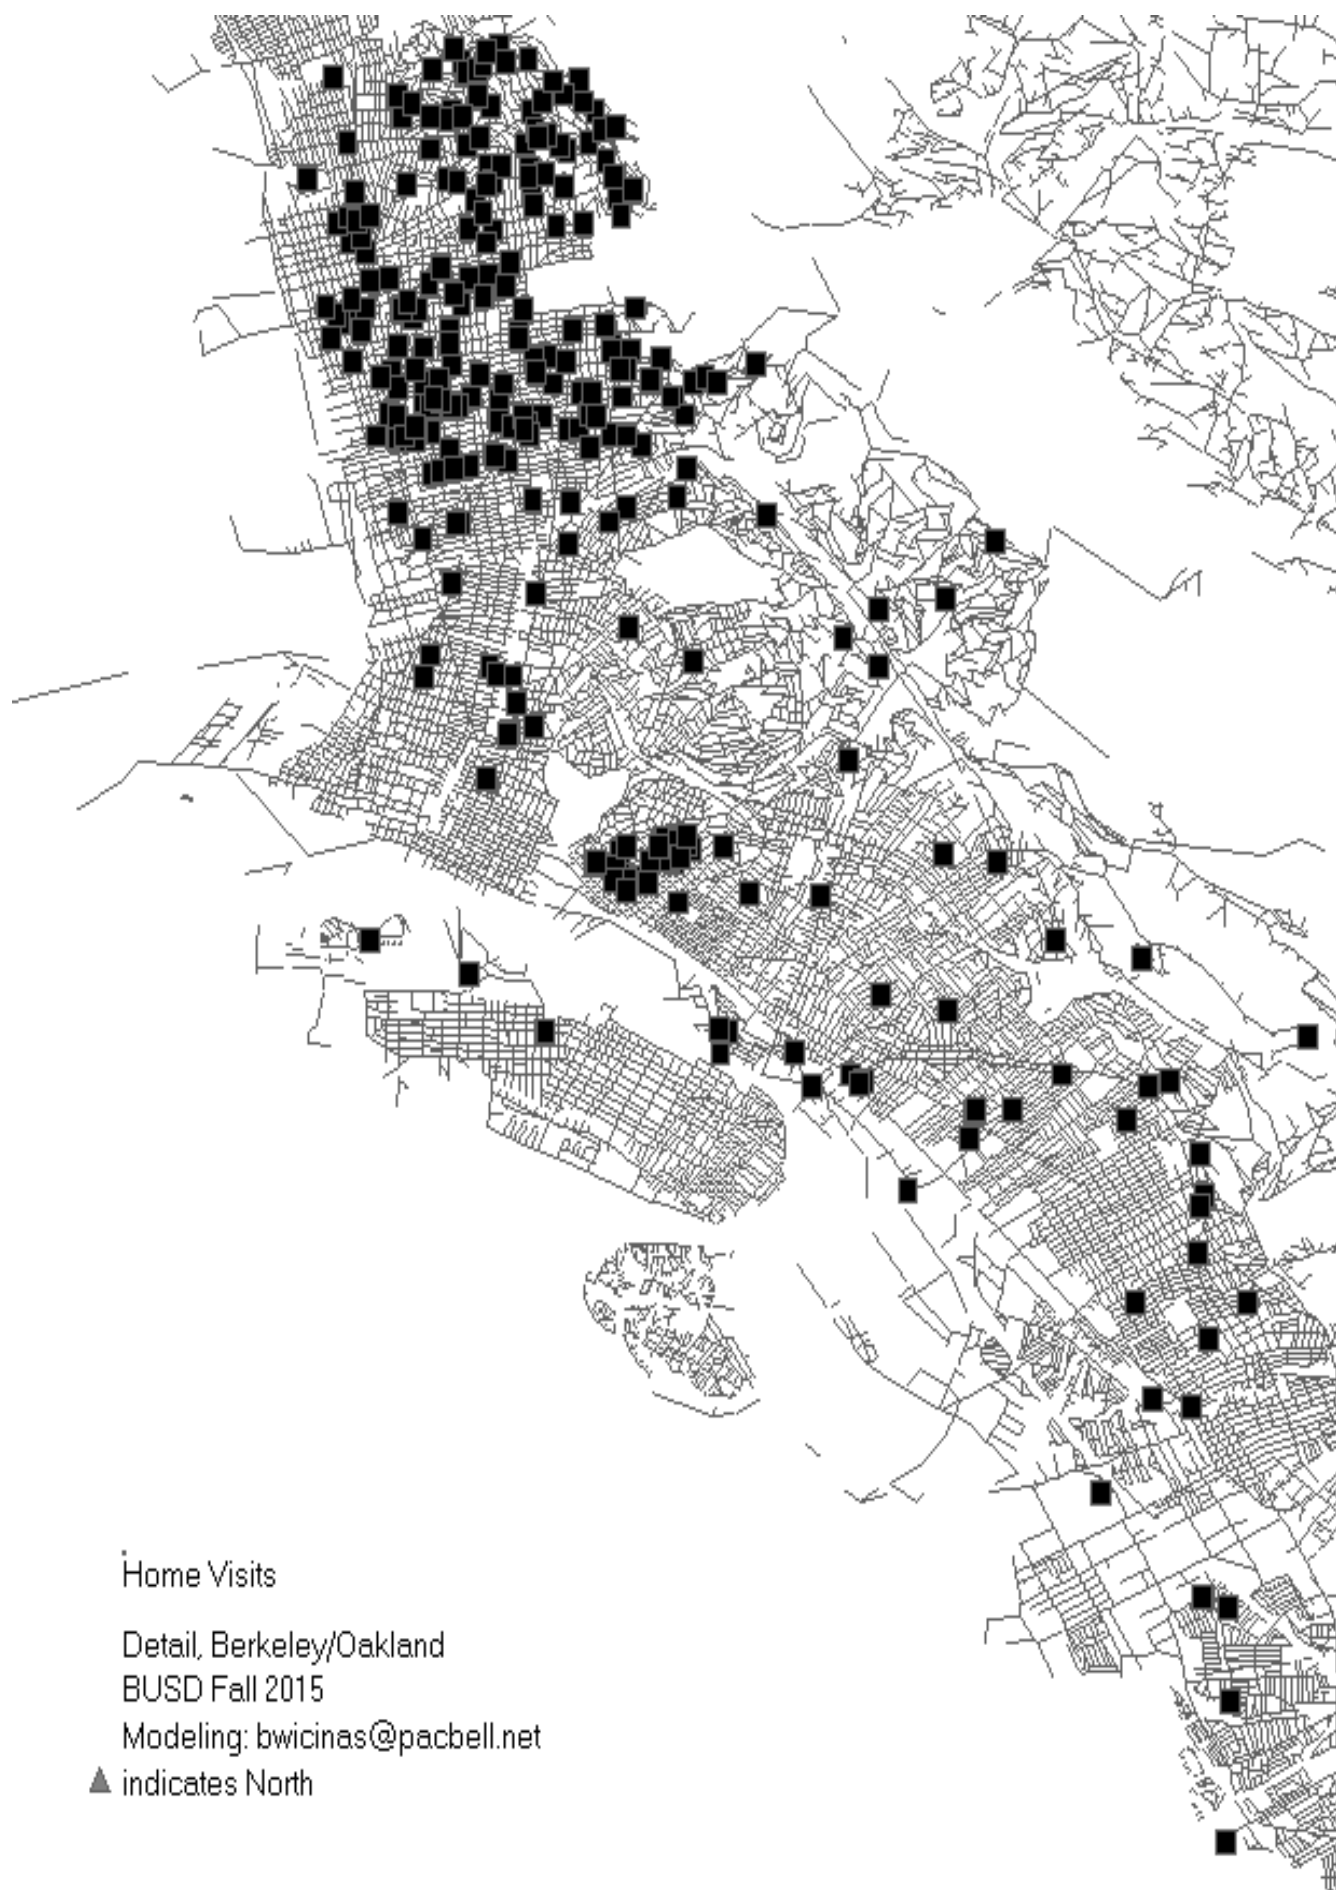 Home Visits
Detail, Berkeley/Oakland
BUSD Fall 2015
Modeling: bwicinas@pacbell.net
indicates North